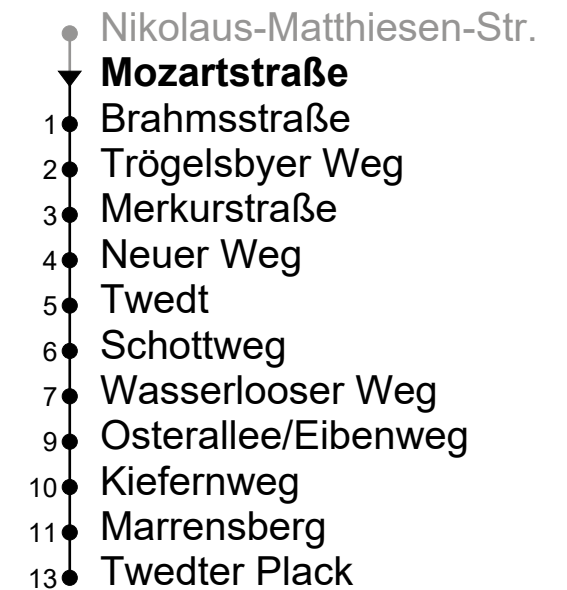 Nikolaus-Matthiesen-Str.
Mozartstraße
1 Brahmsstraße
2 Trögelsbyer Weg
3 Merkurstraße
4 Neuer Weg
5 Twedt
6 Schottweg
7 Wasserlooser Weg
9 Osterallee/Eibenweg
10 Kiefernweg
11 Marrensberg
13 Twedter Plack